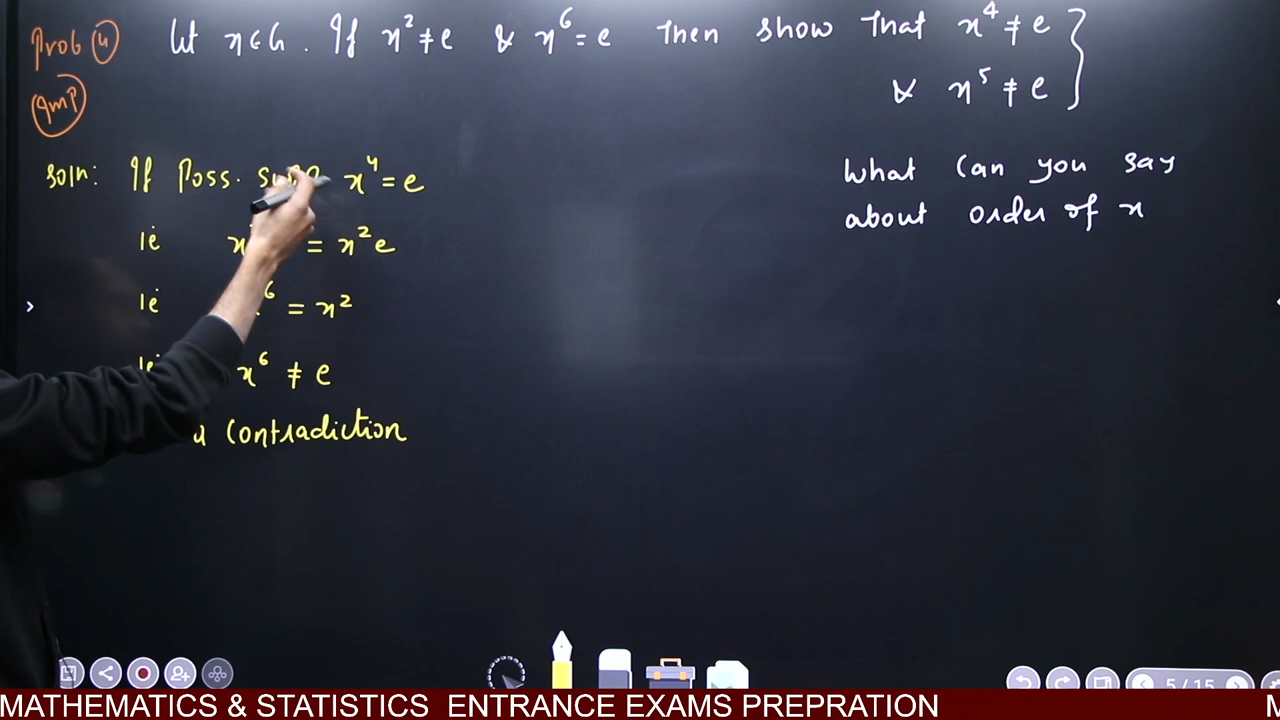 Prob 4 Let x∈G. If x² ≠ e & x⁶ = e Then show That x⁴ ≠ e
& x⁵ ≠ e
Imp
Soln: If Poss. x⁴ = e
What can you say
about order of x
ie = x²e
ie ⁶ = x²
x⁶ ≠ e
a contradiction
5/15
MATHEMATICS & STATISTICS ENTRANCE EXAMS PREPRATION